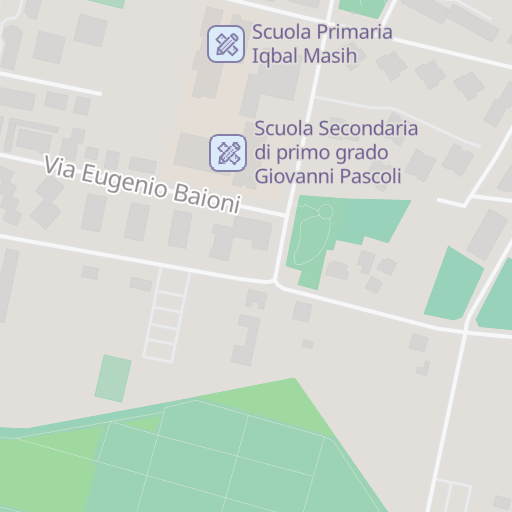 Scuola Primaria
Iqbal Masih
Scuola Secondaria
di primo grado
Giovanni Pascoli
Via Eugenio Baioni